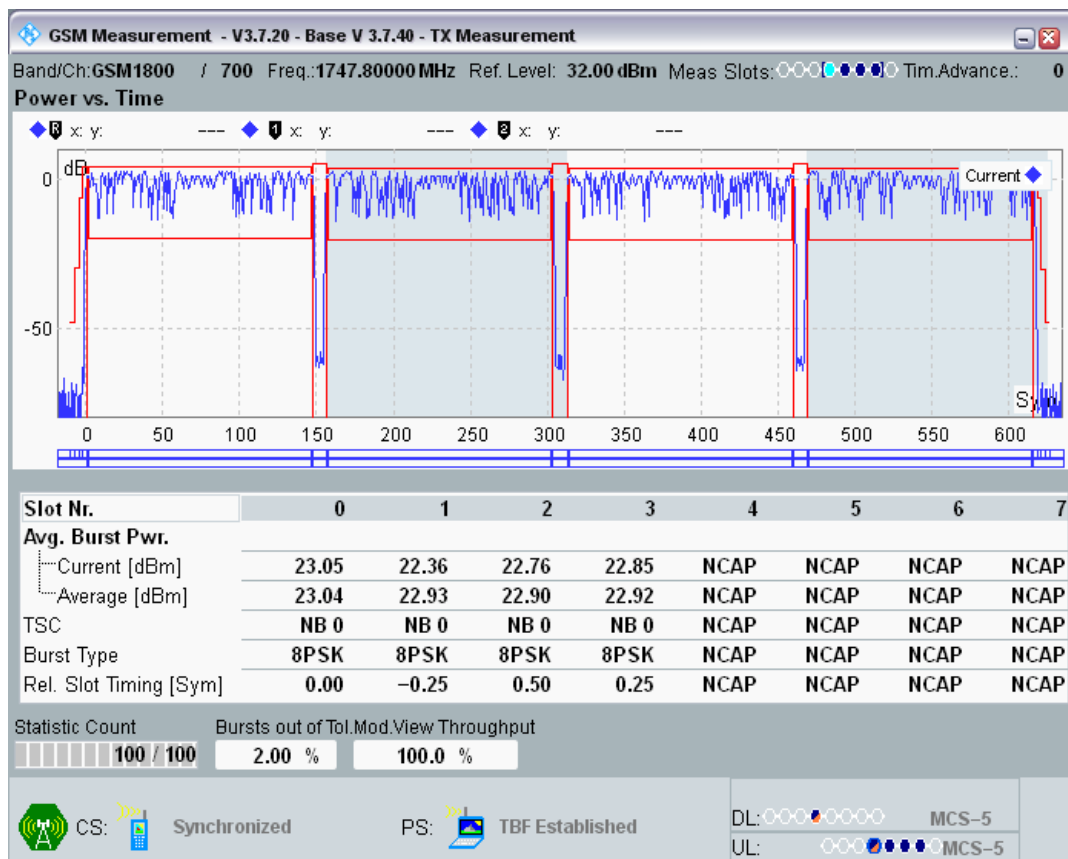 GSM Measurement - V3.7.20 - Base V 3.7.40 - TX Measurement
Band/Ch:GSM1800 / 700 Freq.:1747.80000 MHz Ref. Level: 32.00 dBm Meas Slots: Tim.Advance.: 0
Power vs. Time
R x: y: --- 1 x: y: --- 2 x: y: ---
dB
Current
0
-50
0 50 100 150 200 250 300 350 400 450 500 550 600
Slot Nr. 0 1 2 3 4 5 6 7
Avg. Burst Pwr.
Current [dBm] 23.05 22.36 22.76 22.85 NCAP NCAP NCAP NCAP
Average [dBm] 23.04 22.93 22.90 22.92 NCAP NCAP NCAP NCAP
TSC NB 0 NB 0 NB 0 NB 0 NCAP NCAP NCAP NCAP
Burst Type 8PSK 8PSK 8PSK 8PSK NCAP NCAP NCAP NCAP
Rel. Slot Timing [Sym] 0.00 −0.25 0.50 0.25 NCAP NCAP NCAP NCAP
Statistic Count Bursts out of Tol. Mod.View Throughput
100 / 100 2.00 % 100.0 %
CS: Synchronized PS: TBF Established
DL: MCS−5
UL: MCS−5